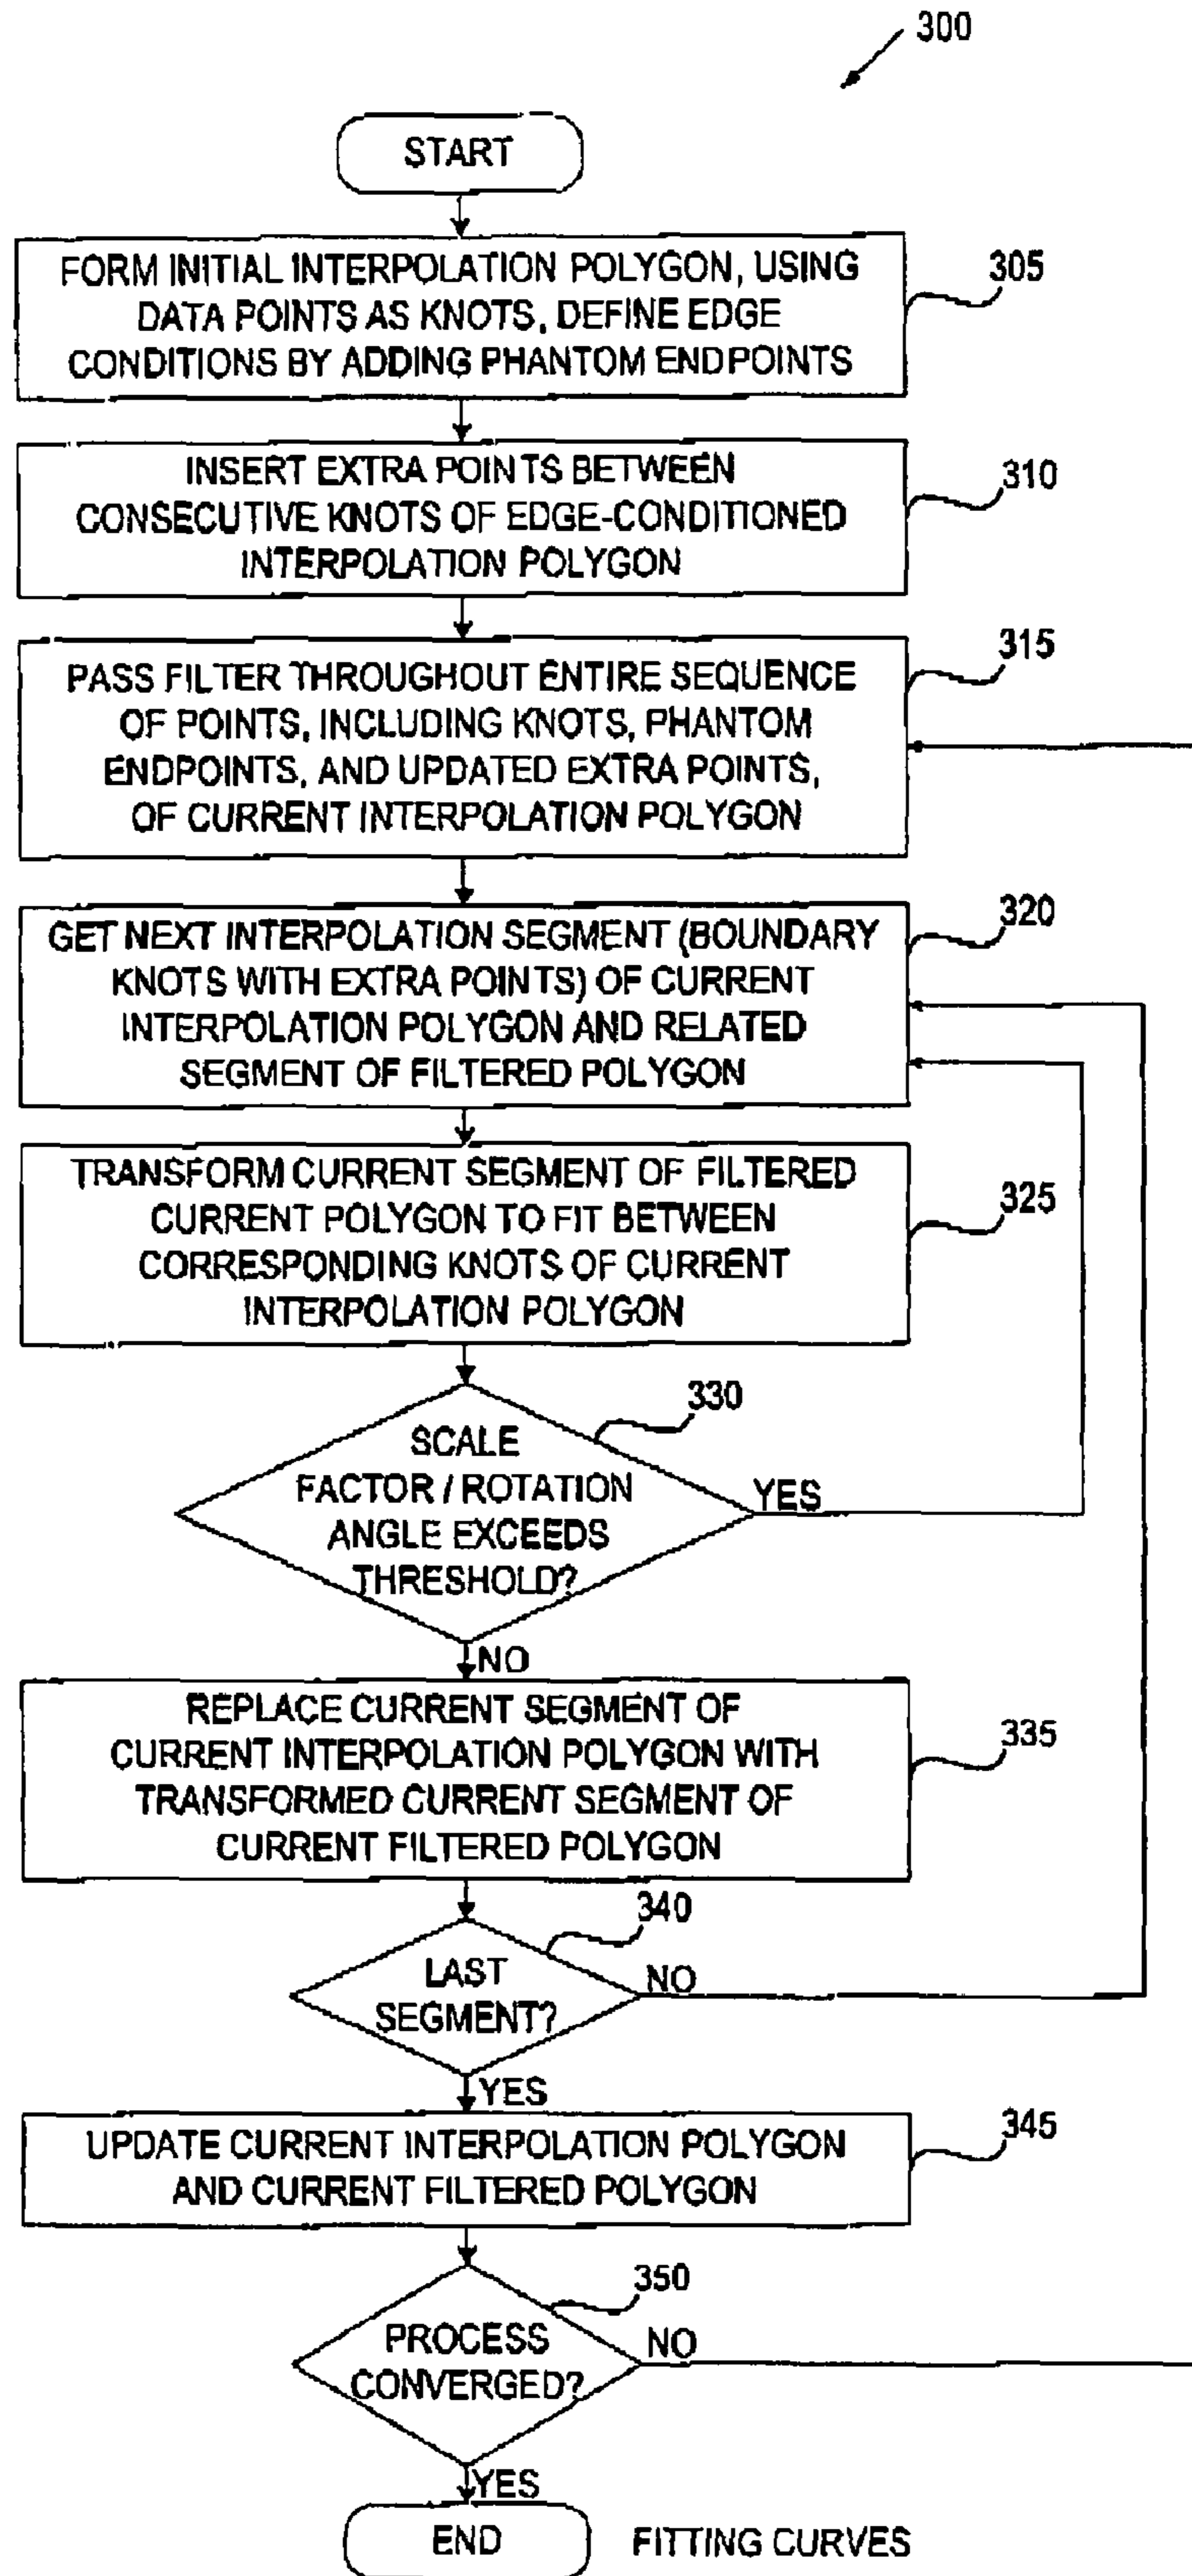 300
START
FORM INITIAL INTERPOLATION POLYGON, USING
DATA POINTS AS KNOTS, DEFINE EDGE
CONDITIONS BY ADDING PHANTOM ENDPOINTS
305
INSERT EXTRA POINTS BETWEEN
CONSECUTIVE KNOTS OF EDGE-CONDITIONED
INTERPOLATION POLYGON
310
PASS FILTER THROUGHOUT ENTIRE SEQUENCE
OF POINTS, INCLUDING KNOTS, PHANTOM
ENDPOINTS, AND UPDATED EXTRA POINTS,
OF CURRENT INTERPOLATION POLYGON
315
GET NEXT INTERPOLATION SEGMENT (BOUNDARY
KNOTS WITH EXTRA POINTS) OF CURRENT
INTERPOLATION POLYGON AND RELATED
SEGMENT OF FILTERED POLYGON
320
TRANSFORM CURRENT SEGMENT OF FILTERED
CURRENT POLYGON TO FIT BETWEEN
CORRESPONDING KNOTS OF CURRENT
INTERPOLATION POLYGON
325
330
SCALE
FACTOR / ROTATION
ANGLE EXCEEDS
THRESHOLD?
YES
NO
REPLACE CURRENT SEGMENT OF
CURRENT INTERPOLATION POLYGON WITH
TRANSFORMED CURRENT SEGMENT OF
CURRENT FILTERED POLYGON
335
340
LAST
SEGMENT?
NO
YES
UPDATE CURRENT INTERPOLATION POLYGON
AND CURRENT FILTERED POLYGON
345
350
PROCESS
CONVERGED?
NO
YES
END
FITTING CURVES